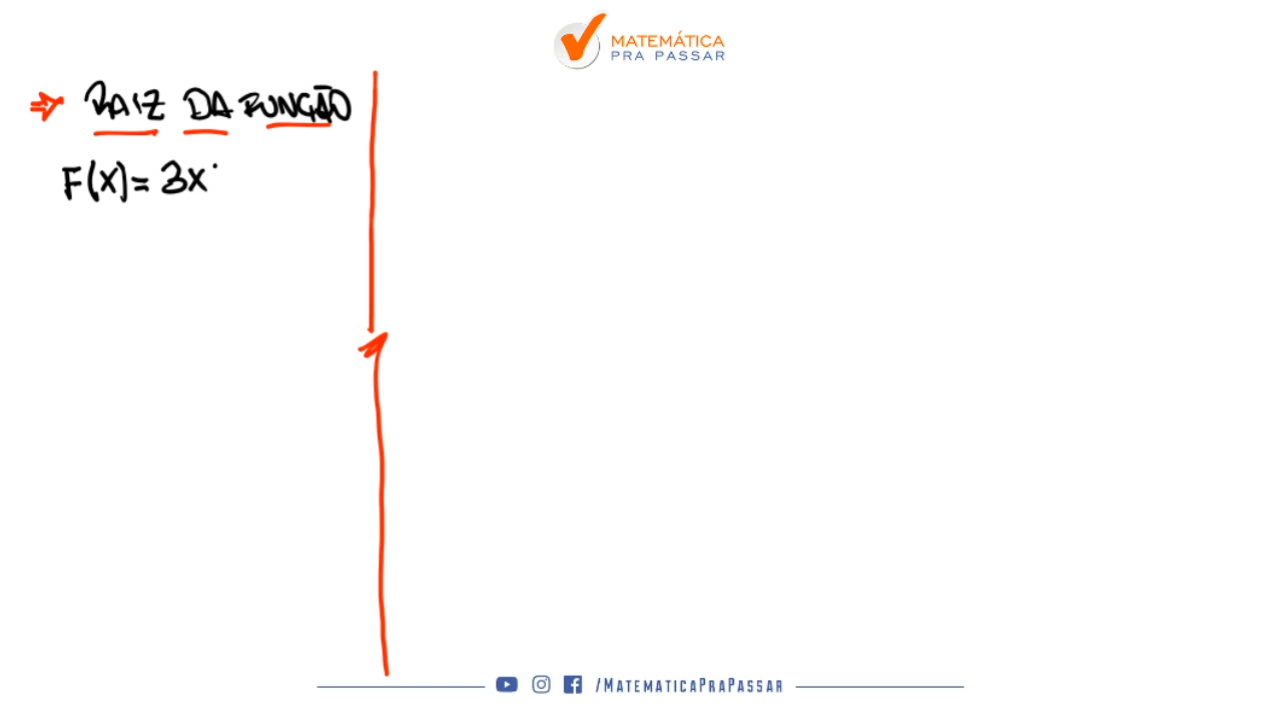 MATEMÁTICA
PRA PASSAR
⇒ RAIZ DA FUNÇÃO
F(X)= 3X
/MATEMATICAPRAPASSAR